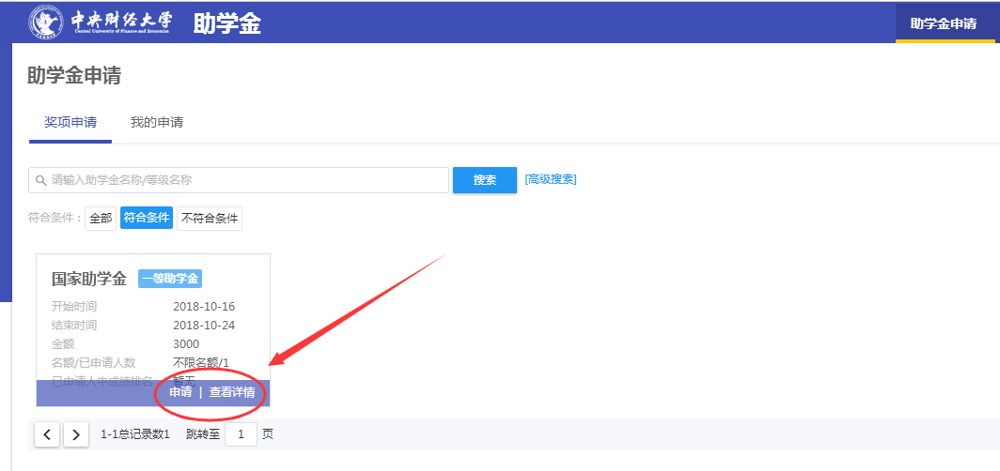 中央财经大学 助学金 助学金申请
Central University of Finance and Economics
助学金申请
奖项申请 我的申请
请输入助学金名称/等级名称 搜索 [高级搜索]
符合条件： 全部 符合条件 不符合条件
国家助学金 一等助学金
开始时间 2018-10-16
结束时间 2018-10-24
金额 3000
名额/已申请人数 不限名额/1
已申请人中成绩排名 暂无
申请 | 查看详情
1-1总记录数1 跳转至 1 页